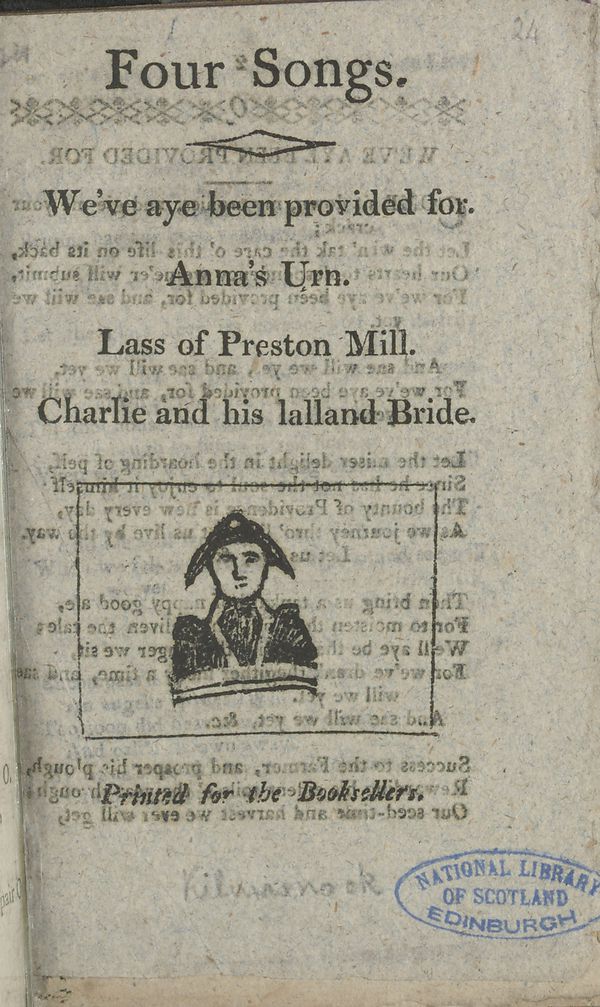 24
Four Songs.
We've aye been provided for.
Anna's Urn.
Lass of Preston Mill.
Charlie and his lalland Bride.
Printed for the Booksellers.
NATIONAL LIBRARY
OF SCOTLAND
EDINBURGH